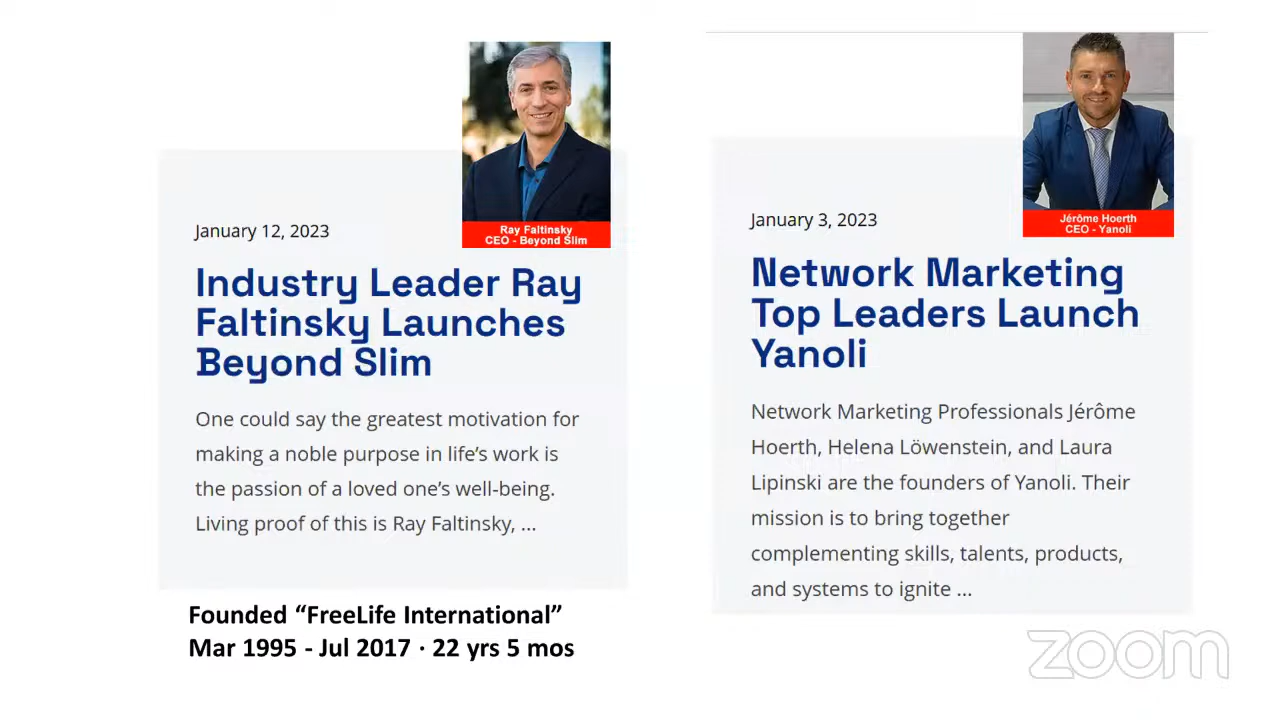 Ray Faltinsky
CEO - Beyond Slim
January 12, 2023
Industry Leader Ray
Faltinsky Launches
Beyond Slim
One could say the greatest motivation for
making a noble purpose in life's work is
the passion of a loved one's well-being.
Living proof of this is Ray Faltinsky, ...
Founded “FreeLife International”
Mar 1995 - Jul 2017 · 22 yrs 5 mos
Jérôme Hoerth
CEO - Yanoli
January 3, 2023
Network Marketing
Top Leaders Launch
Yanoli
Network Marketing Professionals Jérôme
Hoerth, Helena Löwenstein, and Laura
Lipinski are the founders of Yanoli. Their
mission is to bring together
complementing skills, talents, products,
and systems to ignite ...
zoom